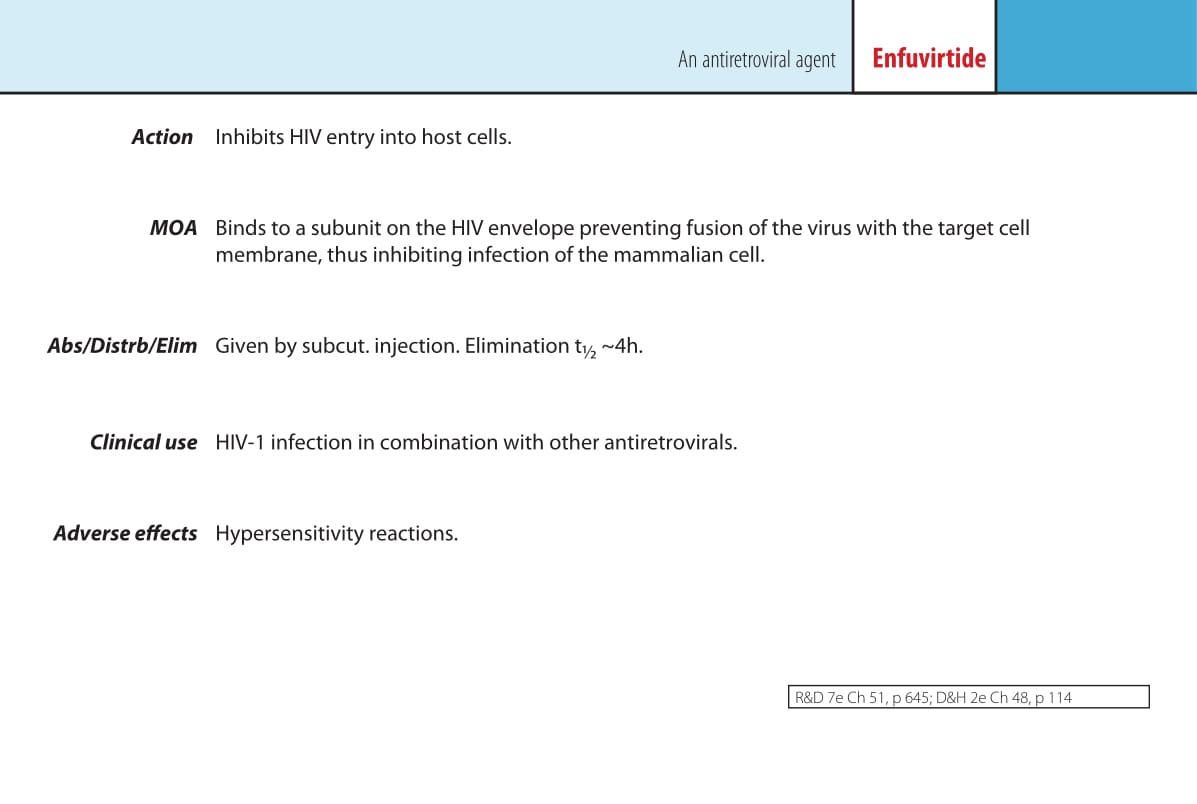 An antiretroviral agent Enfuvirtide
Action Inhibits HIV entry into host cells.
MOA Binds to a subunit on the HIV envelope preventing fusion of the virus with the target cell
membrane, thus inhibiting infection of the mammalian cell.
Abs/Distrb/Elim Given by subcut. injection. Elimination t½ ~4h.
Clinical use HIV-1 infection in combination with other antiretrovirals.
Adverse effects Hypersensitivity reactions.
R&D 7e Ch 51, p 645; D&H 2e Ch 48, p 114